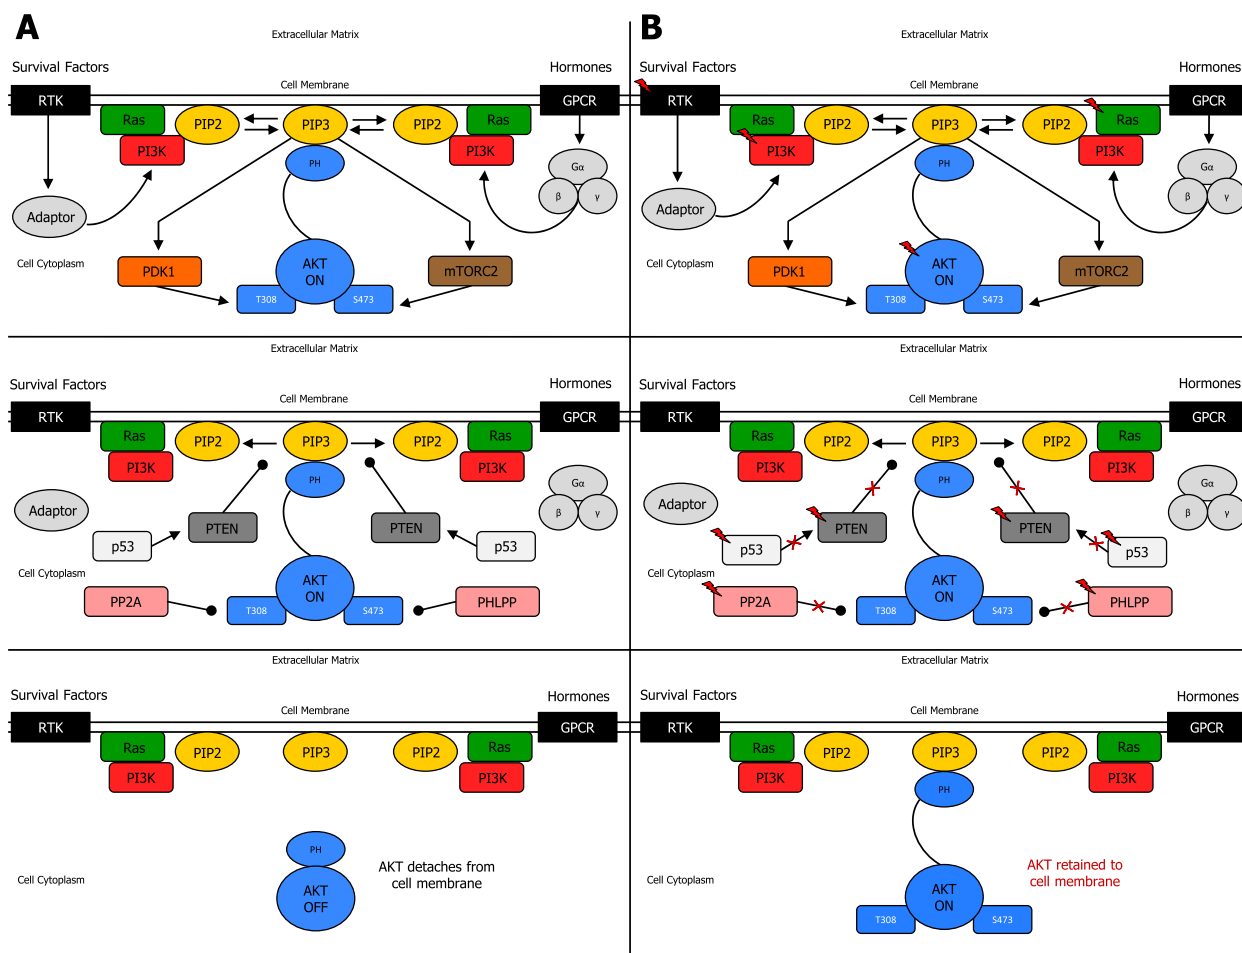 A
B
Extracellular Matrix
Survival Factors
Hormones
Cell Membrane
RTK
GPCR
Ras
PIP2
PIP3
PIP2
Ras
PI3K
PH
PI3K
Gα
β
γ
Adaptor
Cell Cytoplasm
PDK1
AKT
ON
mTORC2
T308
S473
Extracellular Matrix
Survival Factors
Hormones
Cell Membrane
RTK
GPCR
Ras
PIP2
PIP3
PIP2
Ras
PI3K
PH
PI3K
Gα
β
γ
Adaptor
Cell Cytoplasm
PDK1
AKT
ON
mTORC2
T308
S473
Extracellular Matrix
Survival Factors
Hormones
Cell Membrane
RTK
GPCR
Ras
PIP2
PIP3
PIP2
Ras
PI3K
PH
PI3K
Gα
β
γ
Adaptor
PTEN
PTEN
p53
p53
Cell Cytoplasm
AKT
ON
PP2A
T308
S473
PHLPP
Extracellular Matrix
Survival Factors
Hormones
Cell Membrane
RTK
GPCR
Ras
PIP2
PIP3
PIP2
Ras
PI3K
PH
PI3K
Gα
β
γ
Adaptor
PTEN
PTEN
p53
p53
Cell Cytoplasm
AKT
ON
PP2A
T308
S473
PHLPP
Extracellular Matrix
Survival Factors
Hormones
Cell Membrane
RTK
GPCR
Ras
PIP2
PIP3
PIP2
Ras
PI3K
PI3K
PH
AKT detaches from
cell membrane
Cell Cytoplasm
AKT
OFF
Extracellular Matrix
Survival Factors
Hormones
Cell Membrane
RTK
GPCR
Ras
PIP2
PIP3
PIP2
Ras
PI3K
PH
PI3K
AKT retained to
cell membrane
Cell Cytoplasm
AKT
ON
T308
S473